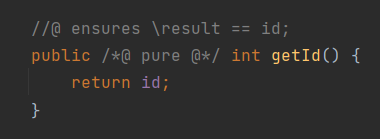 //@ ensures \result == id;
public /*@ pure @*/ int getId() {
    return id;
}